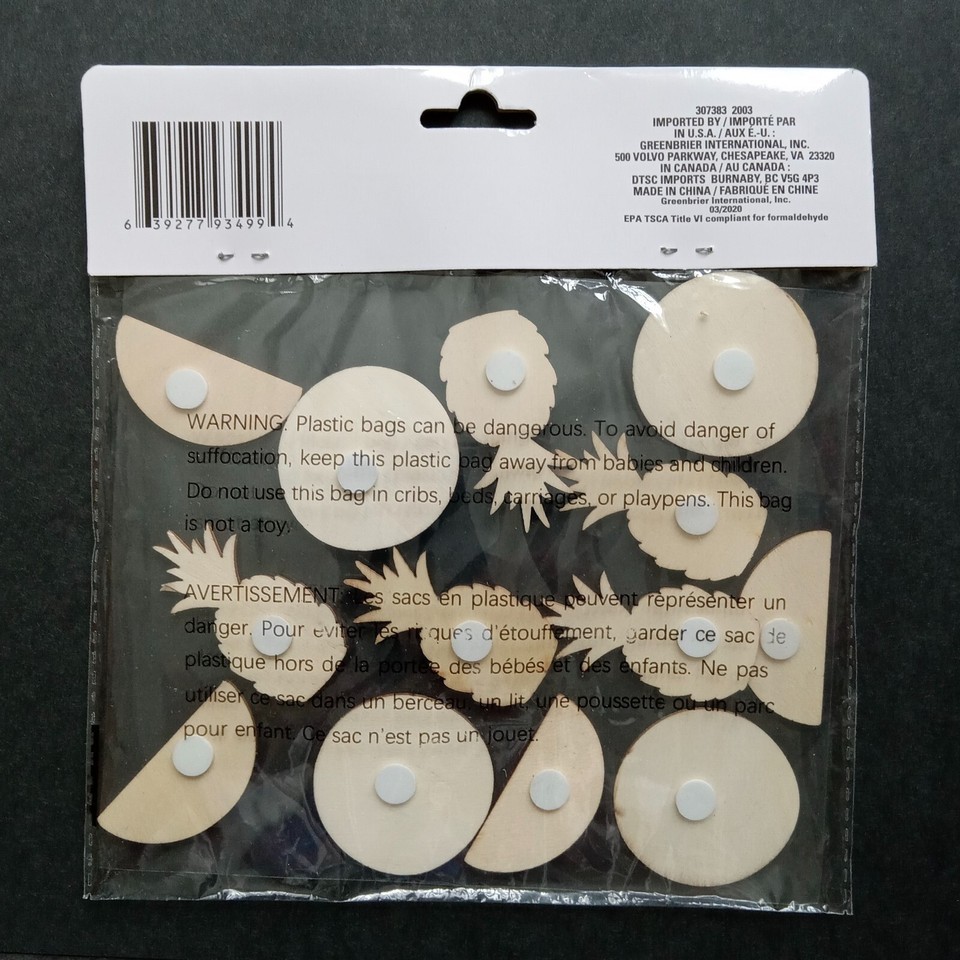 6 39277 93499 4
307383 2003
IMPORTED BY / IMPORTÉ PAR
IN U.S.A. / AUX É.-U. :
GREENBRIER INTERNATIONAL, INC.
500 VOLVO PARKWAY, CHESAPEAKE, VA 23320
IN CANADA / AU CANADA :
DTSC IMPORTS BURNABY, BC V5G 4P3
MADE IN CHINA / FABRIQUÉ EN CHINE
Greenbrier International, Inc.
03/2020
EPA TSCA Title VI compliant for formaldehyde
WARNING: Plastic bags can be dangerous. To avoid danger of
suffocation, keep this plastic bag away from babies and children.
Do not use this bag in cribs, beds, carriages, or playpens. This bag
is not a toy.
AVERTISSEMENT: Les sacs en plastique peuvent représenter un
danger. Pour éviter les risques d'étouffement, garder ce sac de
plastique hors de la portée des bébés et des enfants. Ne pas
utiliser ce sac dans un berceau, un lit, une poussette ou un parc
pour enfant. Ce sac n'est pas un jouet.